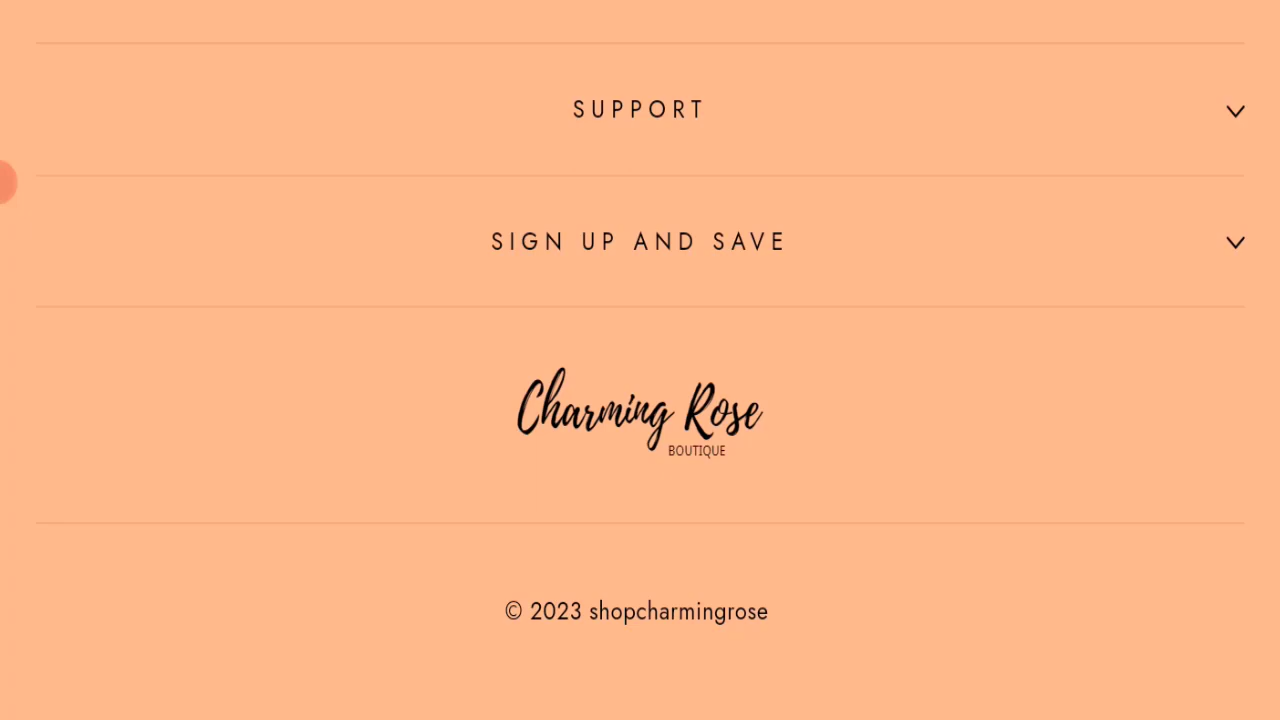 SUPPORT
SIGN UP AND SAVE
Charming Rose
BOUTIQUE
© 2023 shopcharmingrose